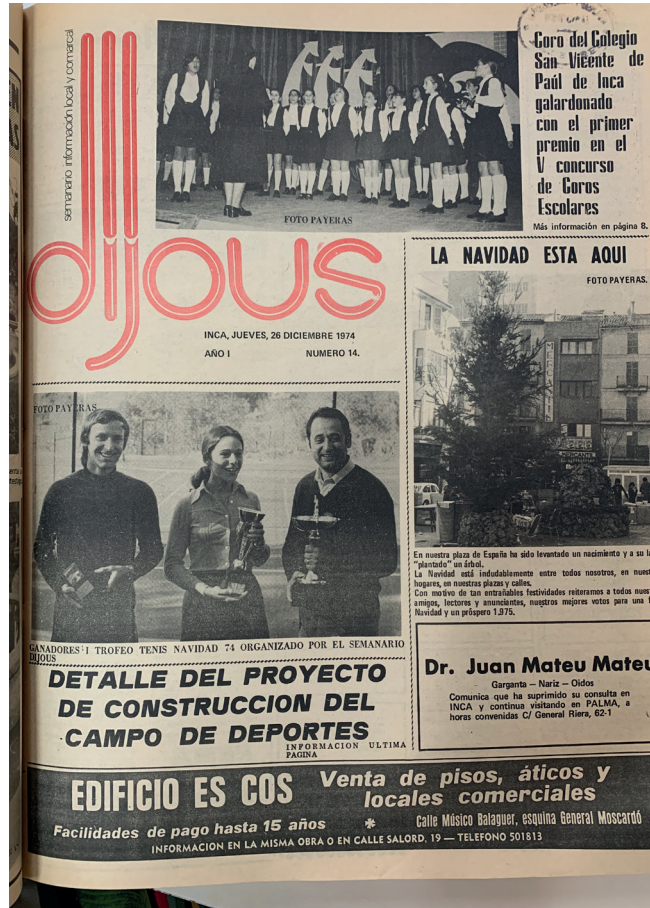 semanario información local y comarcal
dijous
FOTO PAYERAS
Coro del Colegio
San Vicente de
Paúl de Inca
galardonado
con el primer
premio en el
V concurso
de Coros
Escolares
Más información en página 8.
INCA, JUEVES, 26 DICIEMBRE 1974
AÑO I NUMERO 14.
LA NAVIDAD ESTA AQUI
FOTO PAYERAS.
MERCANTIL
MERCANTE
En nuestra plaza de España ha sido levantado un nacimiento y a su
"plantado" un árbol.
La Navidad está indudablemente entre todos nosotros, en
hogares, en nuestras plazas y calles.
Con motivo de tan entrañables festividades reiteramos a todos
amigos, lectores y anunciantes, nuestros mejores votos para una
Navidad y un próspero 1.975.
FOTO PAYERAS
GANADORES I TROFEO TENIS NAVIDAD 74 ORGANIZADO POR EL SEMANARIO
DIJOUS
DETALLE DEL PROYECTO
DE CONSTRUCCION DEL
CAMPO DE DEPORTES
INFORMACION ULTIMA
PAGINA
Dr. Juan Mateu Mateu
Garganta – Nariz – Oidos
Comunica que ha suprimido su consulta en
INCA y continua visitando en PALMA, a
horas convenidas C/ General Riera, 62-1
EDIFICIO ES COS
Venta de pisos, áticos y
locales comerciales
Facilidades de pago hasta 15 años * Calle Músico Balaguer, esquina General Moscardó
INFORMACION EN LA MISMA OBRA O EN CALLE SALORD, 19 — TELEFONO 501813